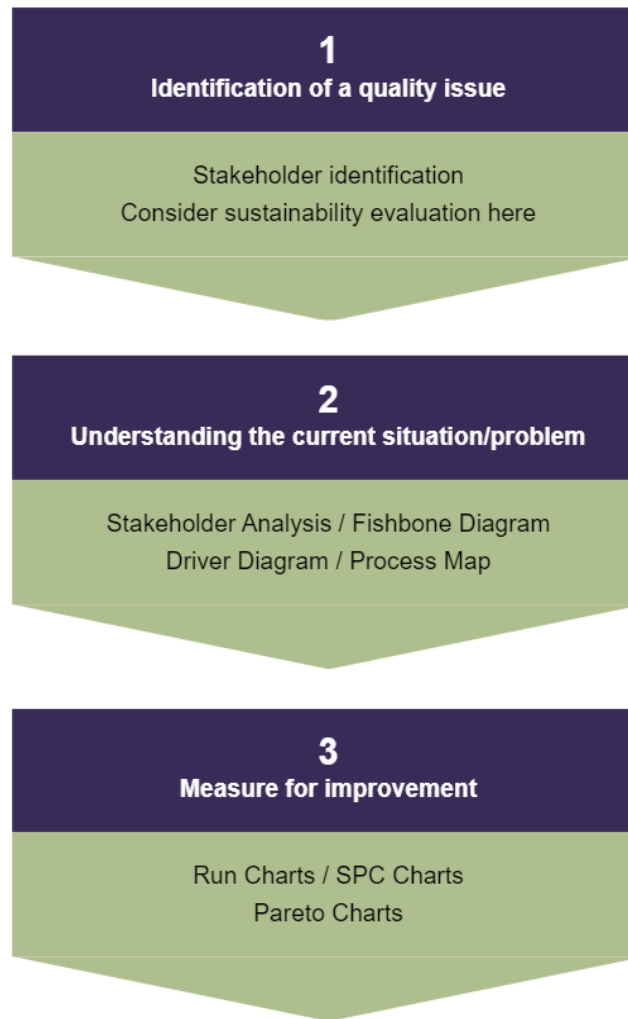 1
Identification of a quality issue
Stakeholder identification
Consider sustainability evaluation here
2
Understanding the current situation/problem
Stakeholder Analysis / Fishbone Diagram
Driver Diagram / Process Map
3
Measure for improvement
Run Charts / SPC Charts
Pareto Charts